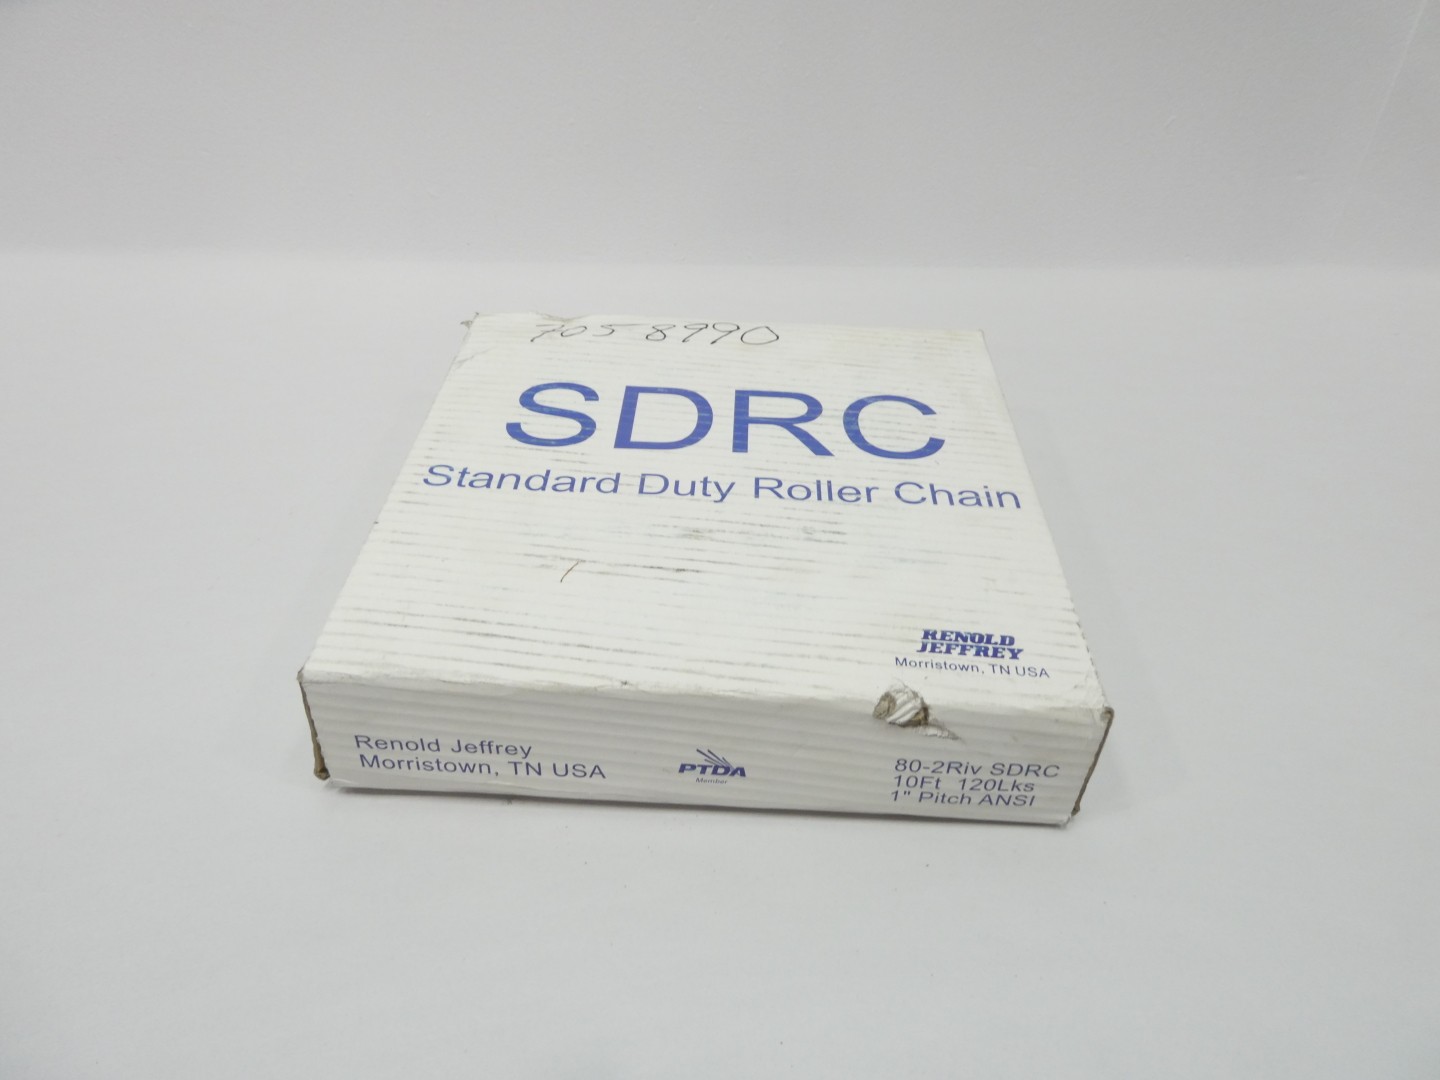 7058990
SDRC
Standard Duty Roller Chain
RENOLD
JEFFREY
Morristown, TN USA
Renold Jeffrey
Morristown, TN USA
PTDA
Member
80-2Riv SDRC
10Ft 120Lks
1" Pitch ANSI